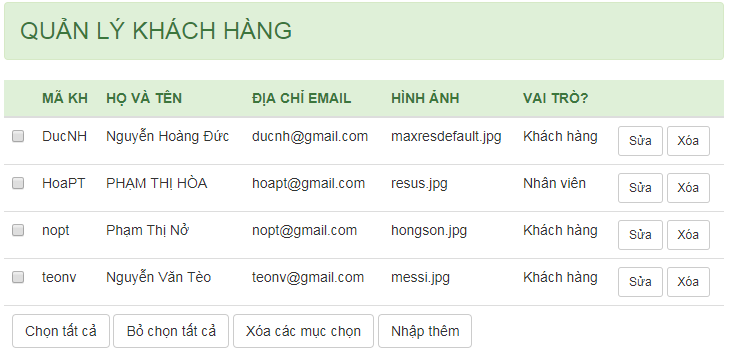 QUẢN LÝ KHÁCH HÀNG
MÃ KH HỌ VÀ TÊN ĐỊA CHỈ EMAIL HÌNH ẢNH VAI TRÒ?
DucNH Nguyễn Hoàng Đức ducnh@gmail.com maxresdefault.jpg Khách hàng Sửa Xóa
HoaPT PHẠM THỊ HÒA hoapt@gmail.com resus.jpg Nhân viên Sửa Xóa
nopt Phạm Thị Nở nopt@gmail.com hongson.jpg Khách hàng Sửa Xóa
teonv Nguyễn Văn Tèo teonv@gmail.com messi.jpg Khách hàng Sửa Xóa
Chọn tất cả Bỏ chọn tất cả Xóa các mục chọn Nhập thêm